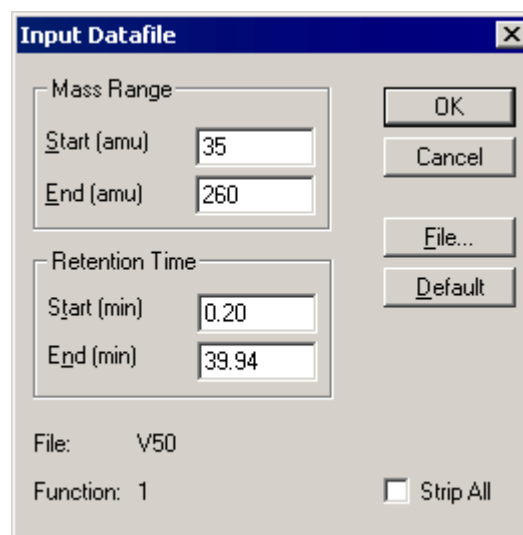 Input Datafile
Mass Range
Start (amu) 35
End (amu) 260
Retention Time
Start (min) 0.20
End (min) 39.94
OK
Cancel
File...
Default
File: V50
Function: 1
Strip All